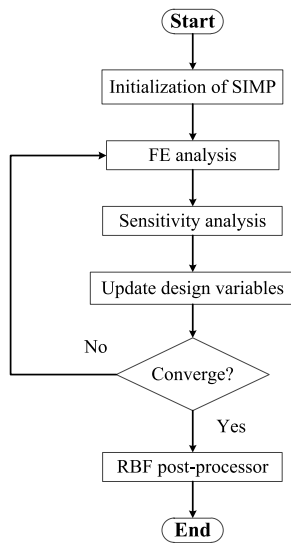 Start
Initialization of SIMP
FE analysis
Sensitivity analysis
Update design variables
No
Converge?
Yes
RBF post-processor
End